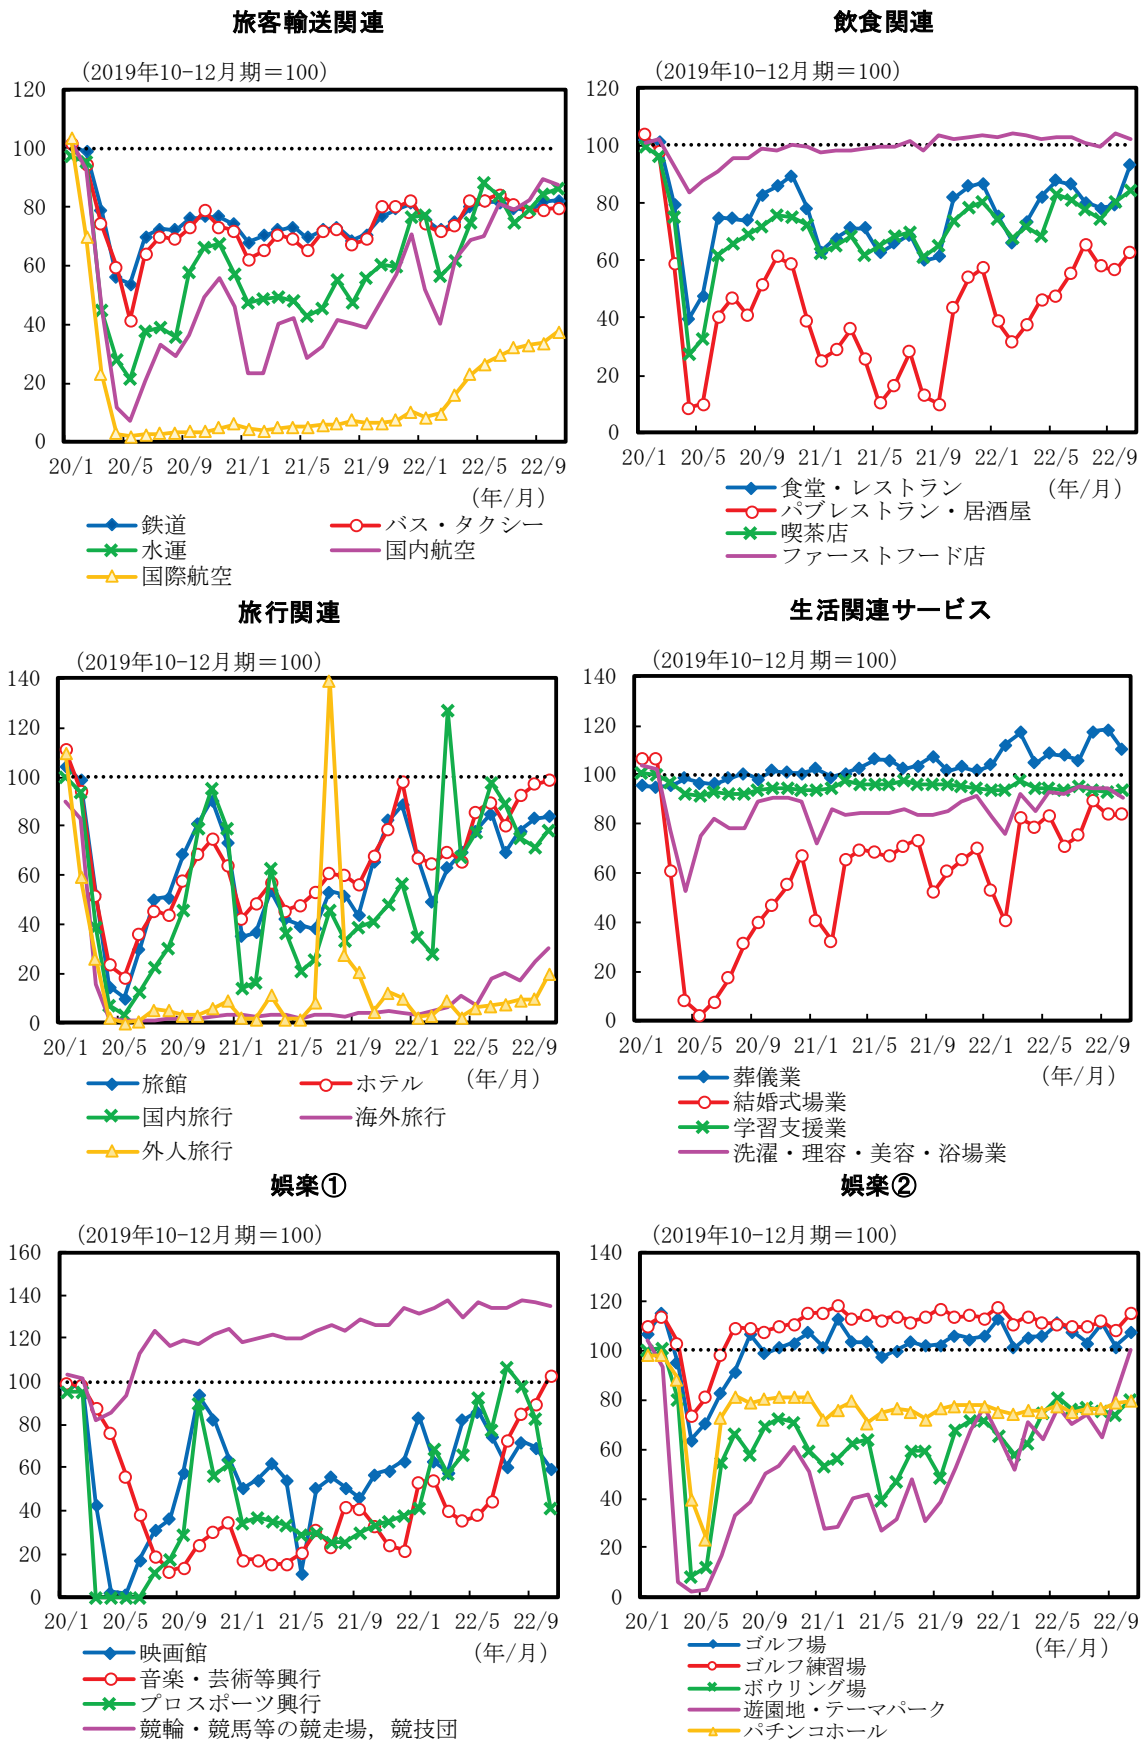 旅客輸送関連
(2019年10-12月期＝100)
120
100
80
60
40
20
0
20/1 20/5 20/9 21/1 21/5 21/9 22/1 22/5 22/9
(年/月)
鉄道 バス・タクシー
水運 国内航空
国際航空
飲食関連
(2019年10-12月期＝100)
120
100
80
60
40
20
0
20/1 20/5 20/9 21/1 21/5 21/9 22/1 22/5 22/9
(年/月)
食堂・レストラン
パブレストラン・居酒屋
喫茶店
ファーストフード店
旅行関連
(2019年10-12月期＝100)
140
120
100
80
60
40
20
0
20/1 20/5 20/9 21/1 21/5 21/9 22/1 22/5 22/9
(年/月)
旅館 ホテル
国内旅行 海外旅行
外人旅行
生活関連サービス
(2019年10-12月期＝100)
140
120
100
80
60
40
20
0
20/1 20/5 20/9 21/1 21/5 21/9 22/1 22/5 22/9
(年/月)
葬儀業
結婚式場業
学習支援業
洗濯・理容・美容・浴場業
娯楽①
(2019年10-12月期＝100)
160
140
120
100
80
60
40
20
0
20/1 20/5 20/9 21/1 21/5 21/9 22/1 22/5 22/9
(年/月)
映画館
音楽・芸術等興行
プロスポーツ興行
競輪・競馬等の競走場，競技団
娯楽②
(2019年10-12月期＝100)
140
120
100
80
60
40
20
0
20/1 20/5 20/9 21/1 21/5 21/9 22/1 22/5 22/9
(年/月)
ゴルフ場
ゴルフ練習場
ボウリング場
遊園地・テーマパーク
パチンコホール